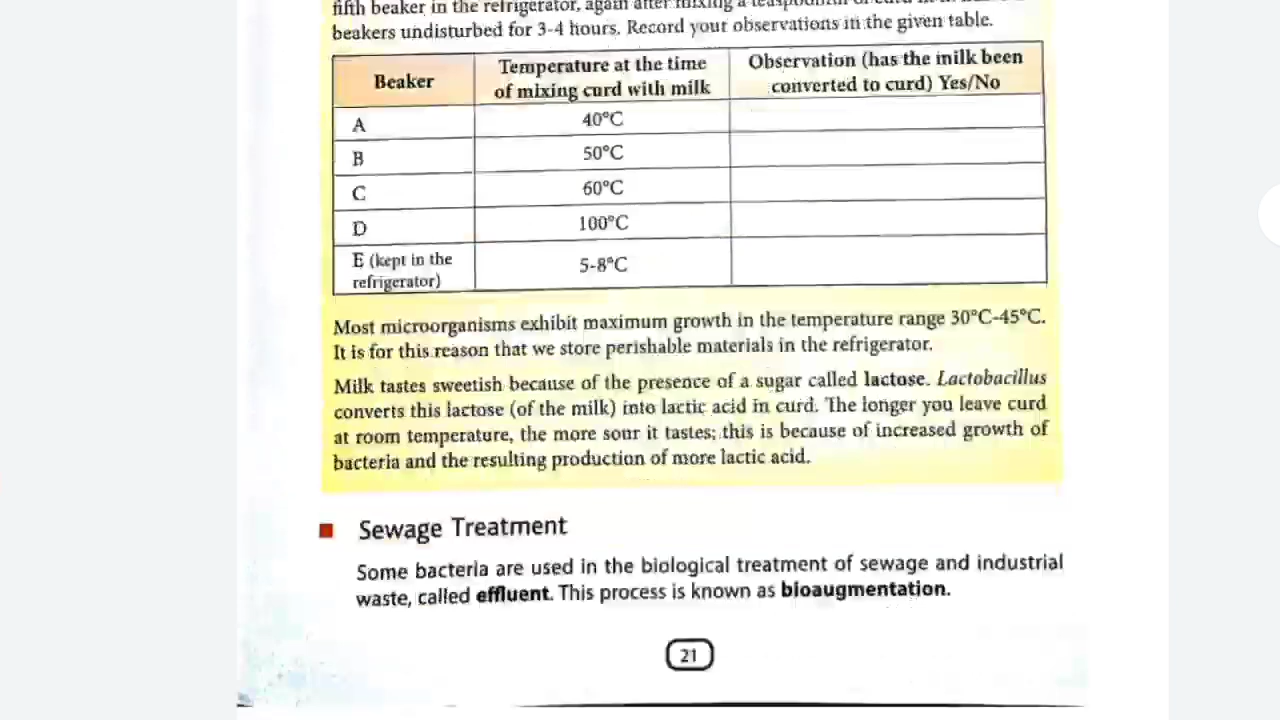 fifth beaker in the refrigerator, again after mixing a teaspoonful of curd
beakers undisturbed for 3-4 hours. Record your observations in the given table.
Beaker
Temperature at the time
of mixing curd with milk
Observation (has the milk been
converted to curd) Yes/No
A
40°C
B
50°C
C
60°C
D
100°C
E (kept in the
refrigerator)
5-8°C
Most microorganisms exhibit maximum growth in the temperature range 30°C-45°C.
It is for this reason that we store perishable materials in the refrigerator.
Milk tastes sweetish because of the presence of a sugar called lactose. Lactobacillus
converts this lactose (of the milk) into lactic acid in curd. The longer you leave curd
at room temperature, the more sour it tastes; this is because of increased growth of
bacteria and the resulting production of more lactic acid.
Sewage Treatment
Some bacteria are used in the biological treatment of sewage and industrial
waste, called effluent. This process is known as bioaugmentation.
21